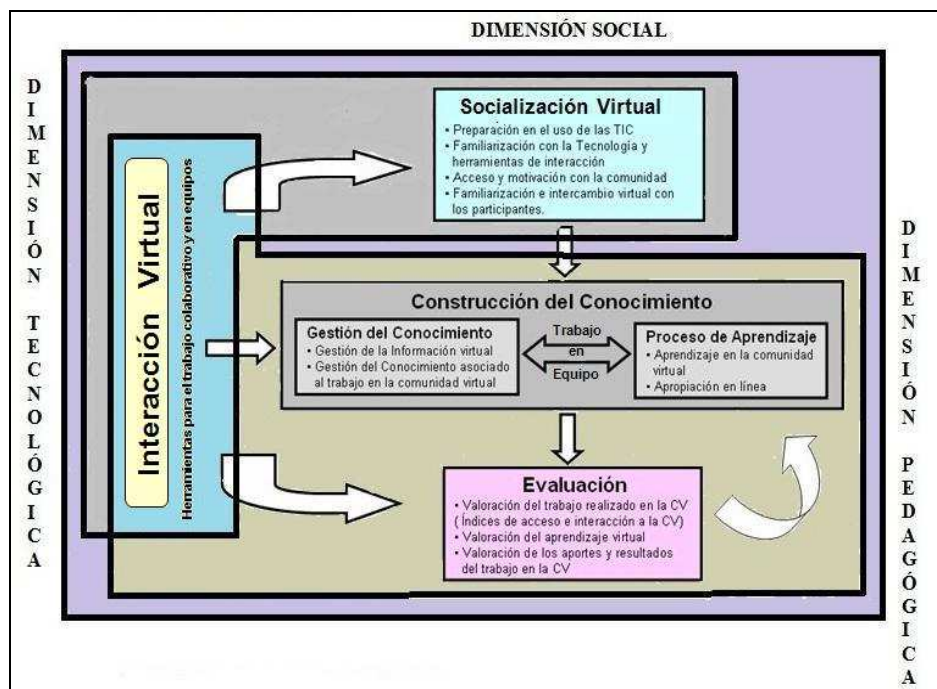 DIMENSIÓN SOCIAL
DIMENSIÓN TECNOLÓGICA
Interacción Virtual
Herramientas para el trabajo colaborativo y en equipos
Socialización Virtual
• Preparación en el uso de las TIC
• Familiarización con la Tecnología y
herramientas de interacción
• Acceso y motivación con la comunidad
• Familiarización e intercambio virtual con
los participantes.
Construcción del Conocimiento
Gestión del Conocimiento
• Gestión de la Información virtual
• Gestión del Conocimiento asociado
al trabajo en la comunidad virtual
Trabajo
en
Equipo
Proceso de Aprendizaje
• Aprendizaje en la comunidad
virtual
• Apropiación en línea
Evaluación
• Valoración del trabajo realizado en la CV
( Índices de acceso e interacción a la CV)
• Valoración del aprendizaje virtual
• Valoración de los aportes y resultados
del trabajo en la CV
DIMENSIÓN PEDAGÓGICA